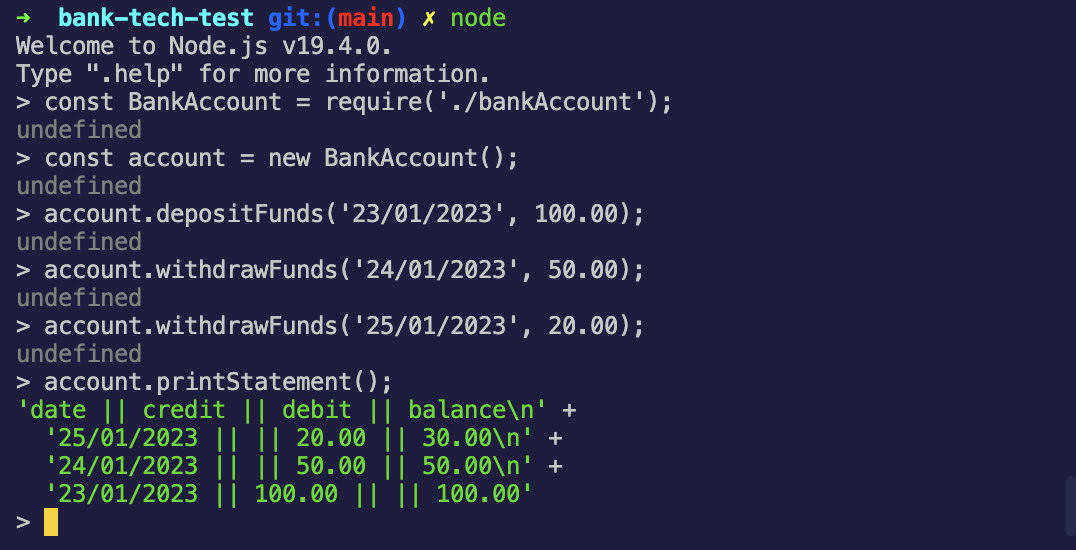 ➜  bank-tech-test git:(main) ✗ node
Welcome to Node.js v19.4.0.
Type ".help" for more information.
> const BankAccount = require('./bankAccount');
undefined
> const account = new BankAccount();
undefined
> account.depositFunds('23/01/2023', 100.00);
undefined
> account.withdrawFunds('24/01/2023', 50.00);
undefined
> account.withdrawFunds('25/01/2023', 20.00);
undefined
> account.printStatement();
'date || credit || debit || balance\n' +
  '25/01/2023 || || 20.00 || 30.00\n' +
  '24/01/2023 || || 50.00 || 50.00\n' +
  '23/01/2023 || 100.00 || || 100.00'
>